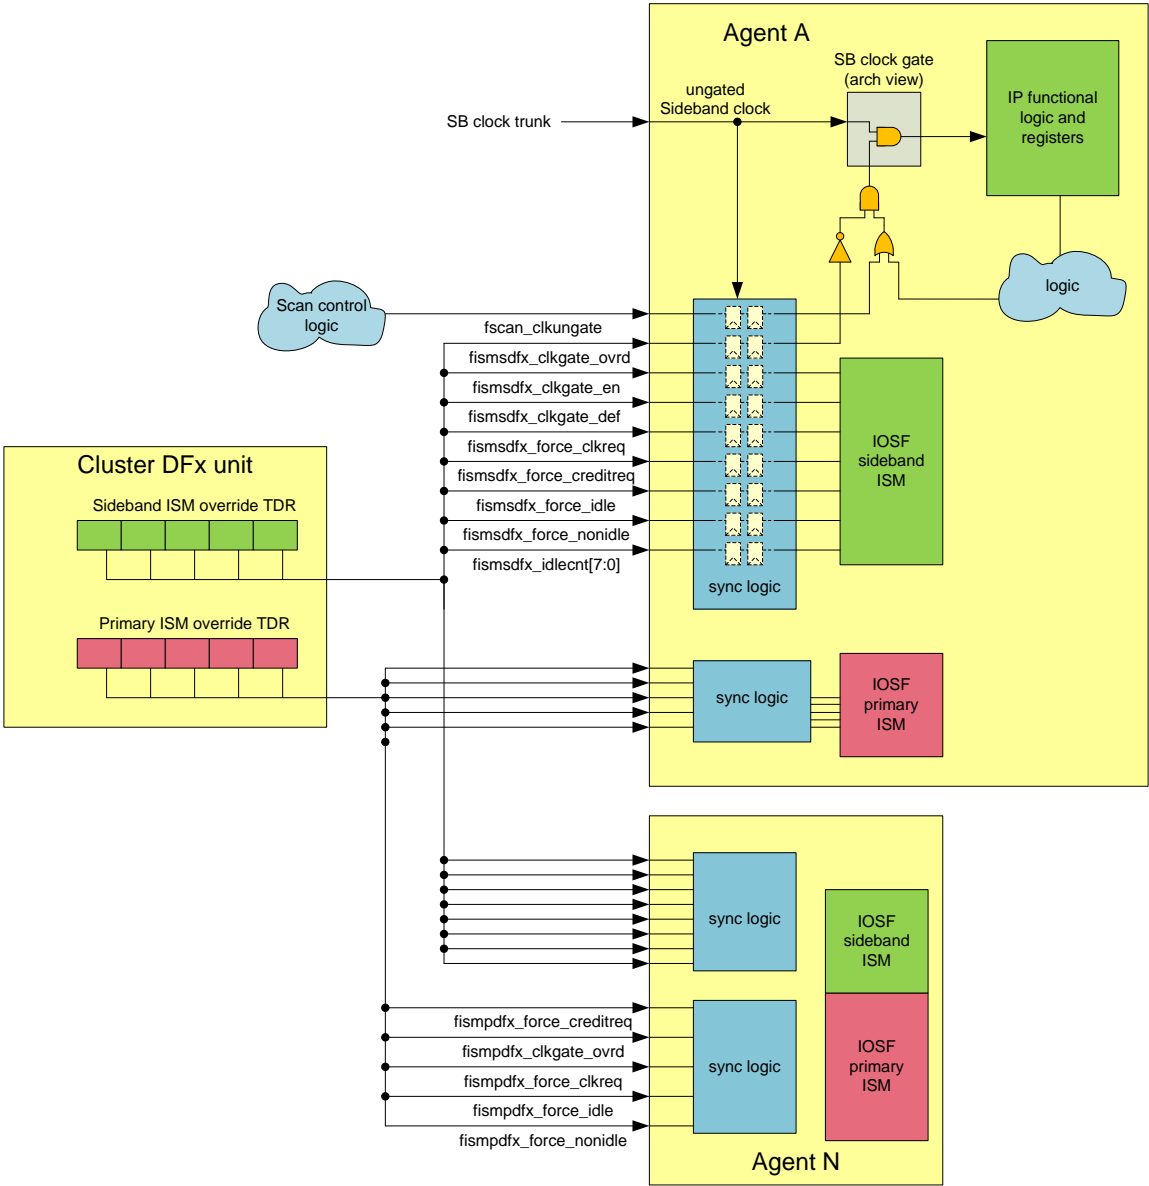 Agent A
SB clock gate
(arch view)
ungated
Sideband clock
SB clock trunk
IP functional
logic and
registers
logic
Scan control
logic
fscan_clkungate
fismsdfx_clkgate_ovrd
fismsdfx_clkgate_en
fismsdfx_clkgate_def
fismsdfx_force_clkreq
fismsdfx_force_creditreq
fismsdfx_force_idle
fismsdfx_force_nonidle
fismsdfx_idlecnt[7:0]
sync logic
IOSF
sideband
ISM
Cluster DFx unit
Sideband ISM override TDR
Primary ISM override TDR
sync logic
IOSF
primary
ISM
sync logic
IOSF
sideband
ISM
fismpdfx_force_creditreq
fismpdfx_clkgate_ovrd
fismpdfx_force_clkreq
fismpdfx_force_idle
fismpdfx_force_nonidle
sync logic
IOSF
primary
ISM
Agent N